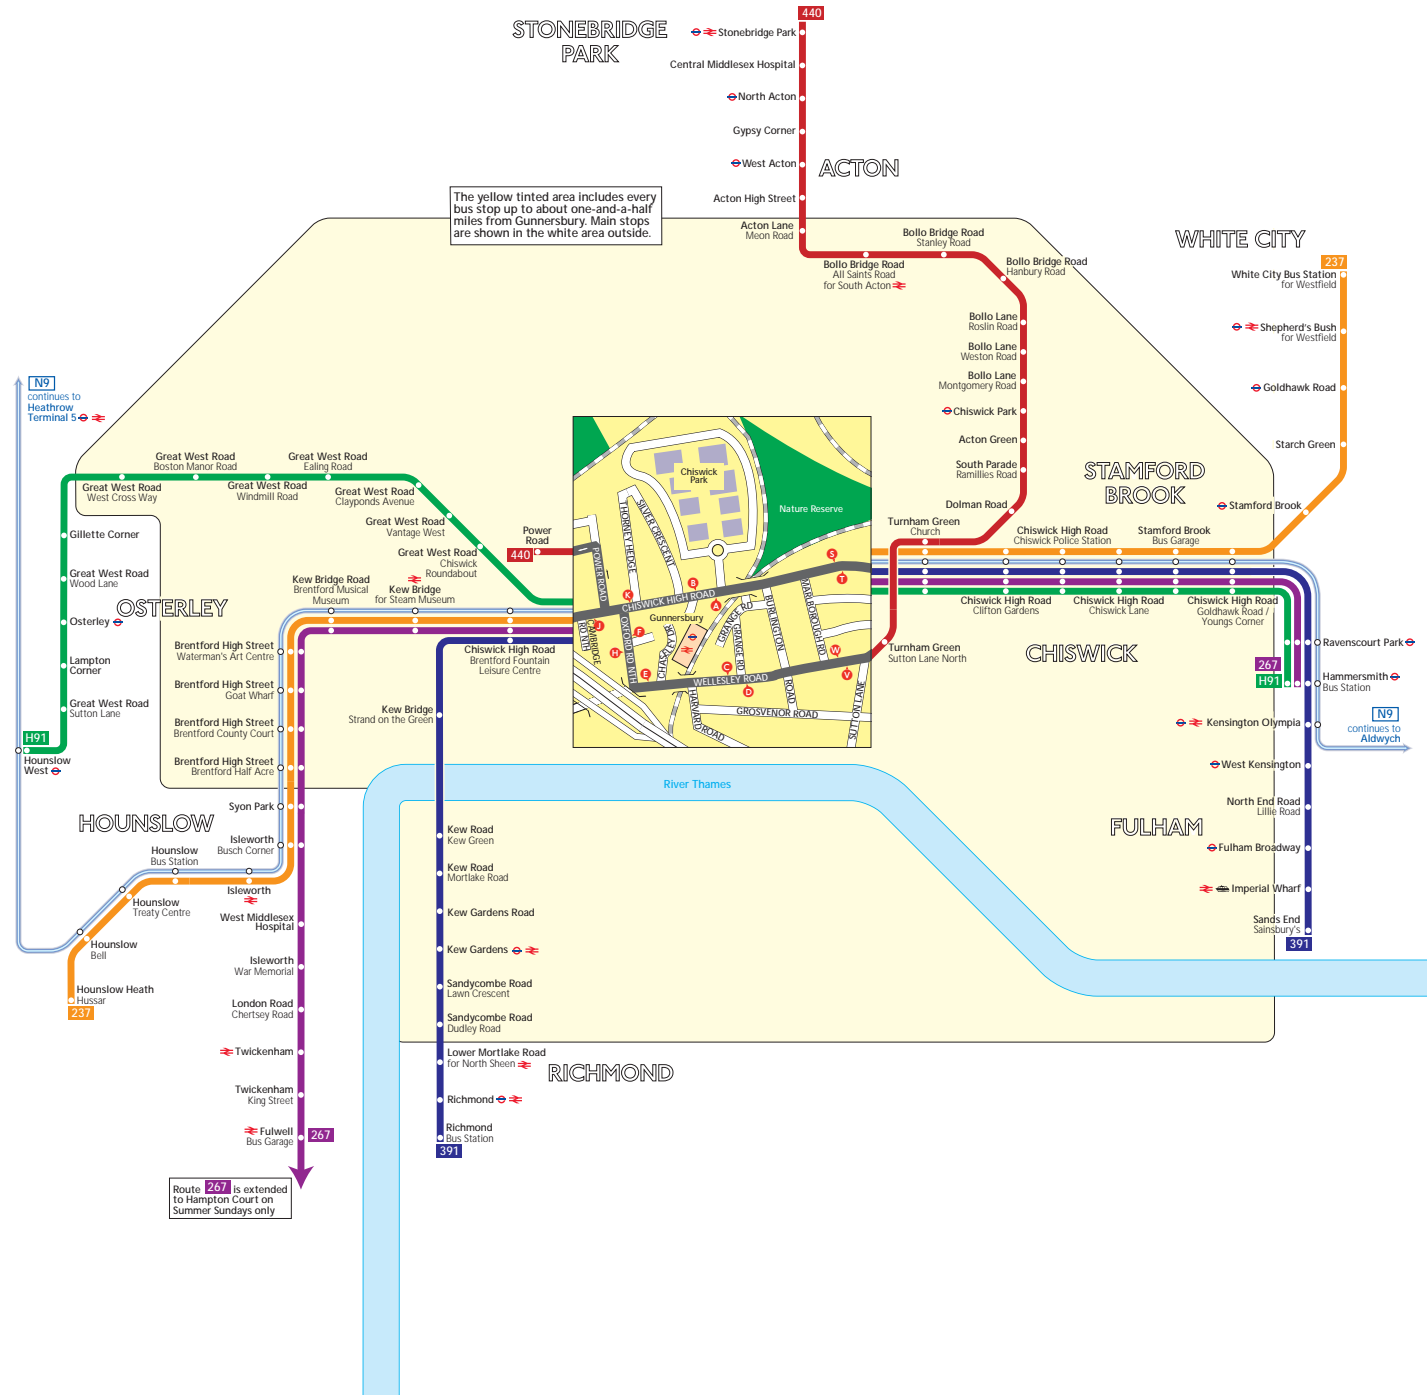 440
STONEBRIDGE
PARK
Stonebridge Park
Central Middlesex Hospital
North Acton
Gypsy Corner
West Acton
ACTON
Acton High Street
The yellow tinted area includes every
bus stop up to about one-and-a-half
miles from Gunnersbury. Main stops
are shown in the white area outside.
Acton Lane
Meon Road
Bollo Bridge Road
Stanley Road
Bollo Bridge Road
All Saints Road
for South Acton
Bollo Bridge Road
Hanbury Road
WHITE CITY
237
White City Bus Station
for Westfield
Shepherd's Bush
for Westfield
Goldhawk Road
Starch Green
Stamford Brook
Bollo Lane
Roslin Road
Bollo Lane
Weston Road
Bollo Lane
Montgomery Road
Chiswick Park
Acton Green
South Parade
Ramillies Road
Dolman Road
STAMFORD
BROOK
Turnham Green
Church
Chiswick High Road
Chiswick Police Station
Stamford Brook
Bus Garage
N9
continues to
Heathrow
Terminal 5
Great West Road
Boston Manor Road
Great West Road
Ealing Road
Great West Road
West Cross Way
Great West Road
Windmill Road
Great West Road
Clayponds Avenue
Great West Road
Vantage West
Great West Road
Chiswick
Roundabout
Power
Road
440
Gillette Corner
Great West Road
Wood Lane
OSTERLEY
Osterley
Lampton
Corner
Great West Road
Sutton Lane
H91
Hounslow
West
Kew Bridge Road
Brentford Musical
Museum
Kew Bridge
for Steam Museum
Brentford High Street
Waterman's Art Centre
Brentford High Street
Goat Wharf
Brentford High Street
Brentford County Court
Brentford High Street
Brentford Half Acre
Syon Park
Isleworth
Busch Corner
HOUNSLOW
Hounslow
Bus Station
Isleworth
Hounslow
Treaty Centre
Hounslow
Bell
Hounslow Heath
Hussar
237
West Middlesex
Hospital
Isleworth
War Memorial
London Road
Chertsey Road
Twickenham
Twickenham
King Street
Fulwell
Bus Garage
267
Route 267 is extended
to Hampton Court on
Summer Sundays only
Chiswick High Road
Brentford Fountain
Leisure Centre
Kew Bridge
Strand on the Green
Chiswick
Park
Nature Reserve
THORNEY HEDGE
SILVER CRESCENT
POWER ROAD
CHISWICK HIGH ROAD
Gunnersbury
CAMBRIDGE
RD NTH
OXFORD RD NTH
GRANGE RD
GRANGE RD
BURLINGTON
ROAD
MARLBOROUGH RD
WELLESLEY ROAD
HARVARD ROAD
GROSVENOR ROAD
SUTTON LANE
S
T
B
A
K
J
F
H
E
C
D
W
V
Chiswick High Road
Clifton Gardens
Chiswick High Road
Chiswick Lane
Chiswick High Road
Goldhawk Road /
Youngs Corner
Turnham Green
Sutton Lane North
CHISWICK
267
H91
Ravenscourt Park
Hammersmith
Bus Station
N9
continues to
Aldwych
Kensington Olympia
West Kensington
North End Road
Lillie Road
FULHAM
Fulham Broadway
Imperial Wharf
Sands End
Sainsbury's
391
River Thames
Kew Road
Kew Green
Kew Road
Mortlake Road
Kew Gardens Road
Kew Gardens
Sandycombe Road
Lawn Crescent
Sandycombe Road
Dudley Road
Lower Mortlake Road
for North Sheen
RICHMOND
Richmond
Richmond
Bus Station
391